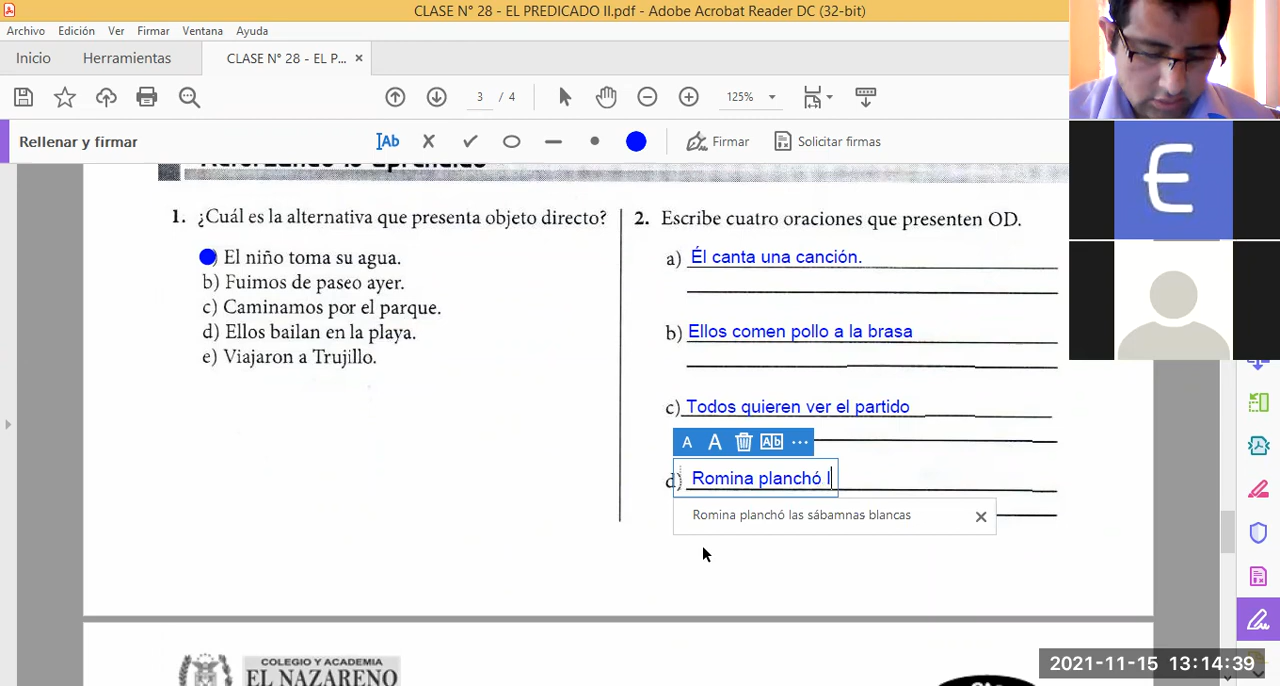 CLASE N° 28 - EL PREDICADO II.pdf - Adobe Acrobat Reader DC (32-bit)
Archivo Edición Ver Firmar Ventana Ayuda
Inicio Herramientas CLASE N° 28 - EL P... ×
3 / 4 125%
Rellenar y firmar Ab Firmar Solicitar firmas
Reforzando lo aprendido
1. ¿Cuál es la alternativa que presenta objeto directo?
) El niño toma su agua.
b) Fuimos de paseo ayer.
c) Caminamos por el parque.
d) Ellos bailan en la playa.
e) Viajaron a Trujillo.
2. Escribe cuatro oraciones que presenten OD.
a) Él canta una canción.
b) Ellos comen pollo a la brasa
c) Todos quieren ver el partido
A A Ab ...
d) Romina planchó l
Romina planchó las sábamnas blancas
COLEGIO Y ACADEMIA
EL NAZARENO
2021-11-15 13:14:39